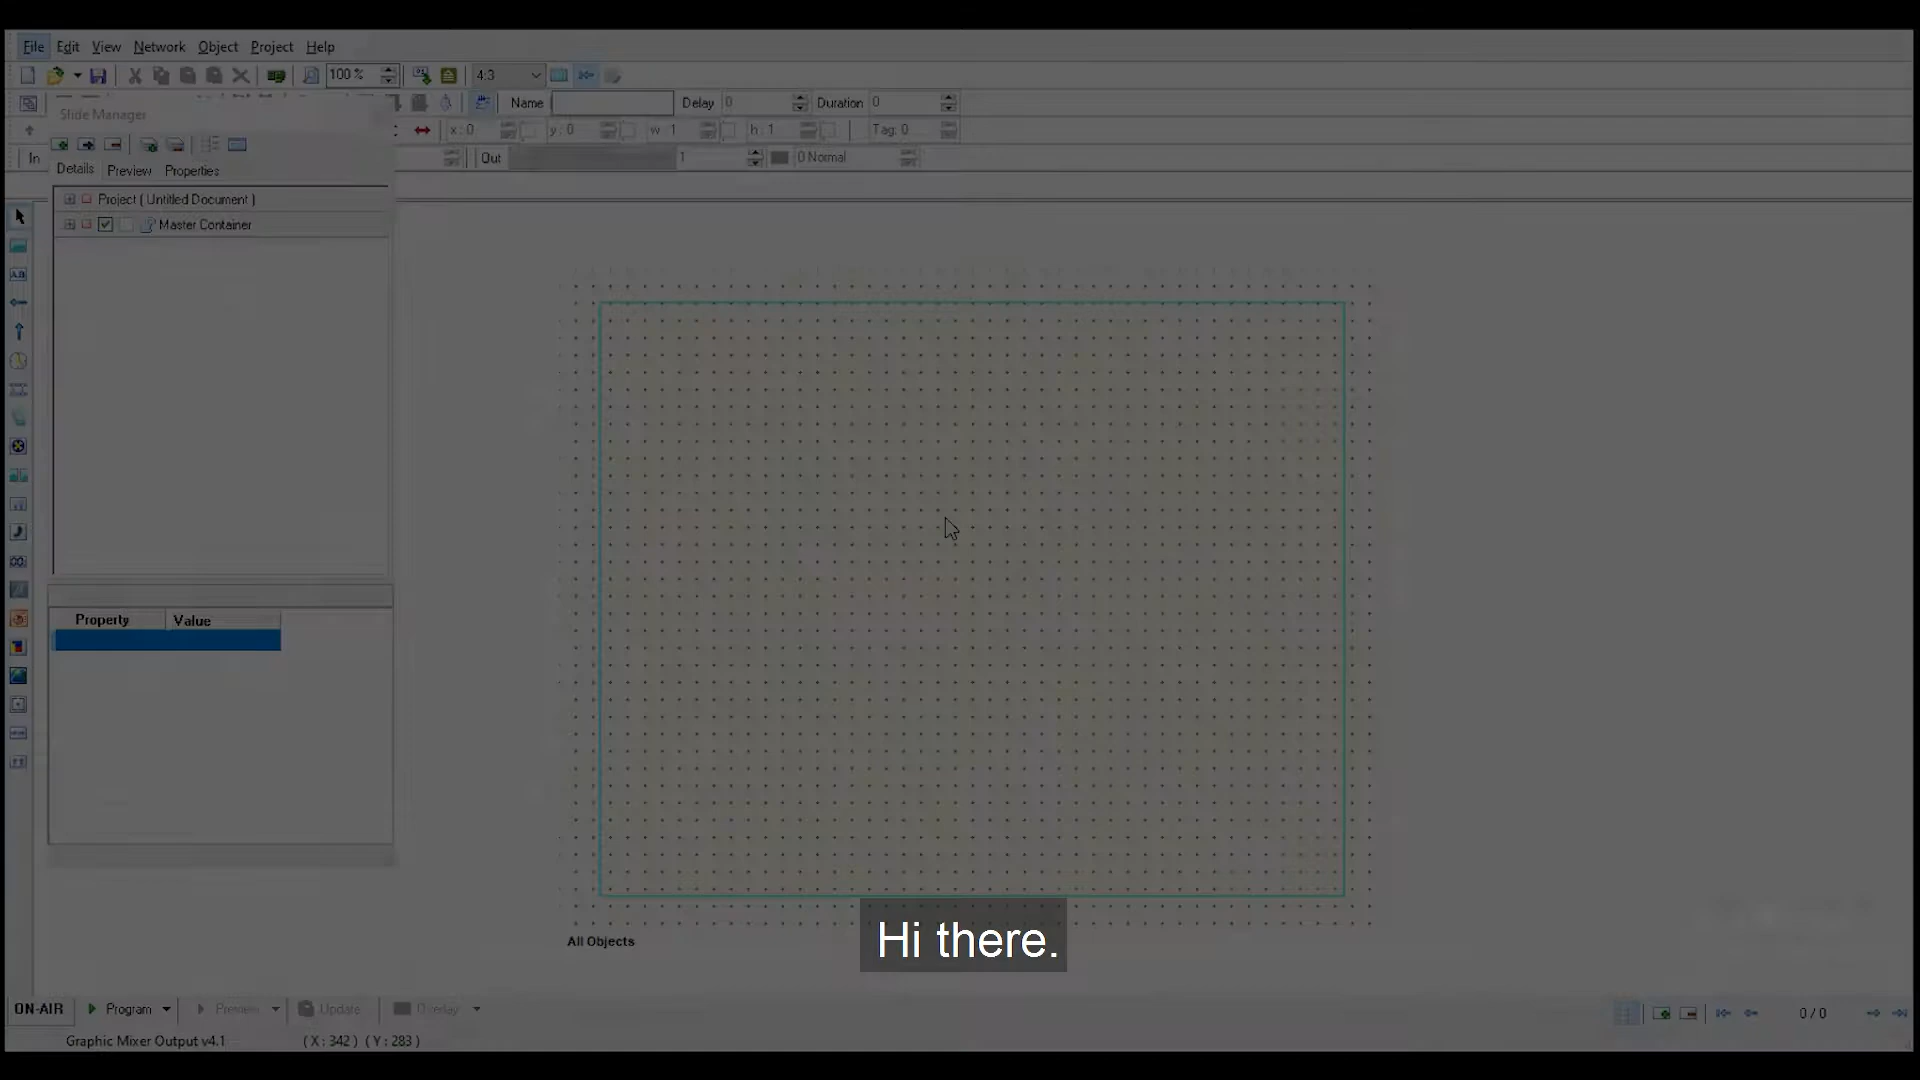 File Edit View Network Object Project Help
100 % 4:3
Name Delay 0 Duration 0
Slide Manager
x : 0 y : 0 w : 1 h : 1 Tag: 0
In Out 1 0 Normal
Details Preview Properties
Project ( Untitled Document )
Master Container
Property Value
All Objects
Hi there.
ON-AIR Program Preview Update Overlay 0 / 0
Graphic Mixer Output v4.1 ( X : 342 ) ( Y : 283 )